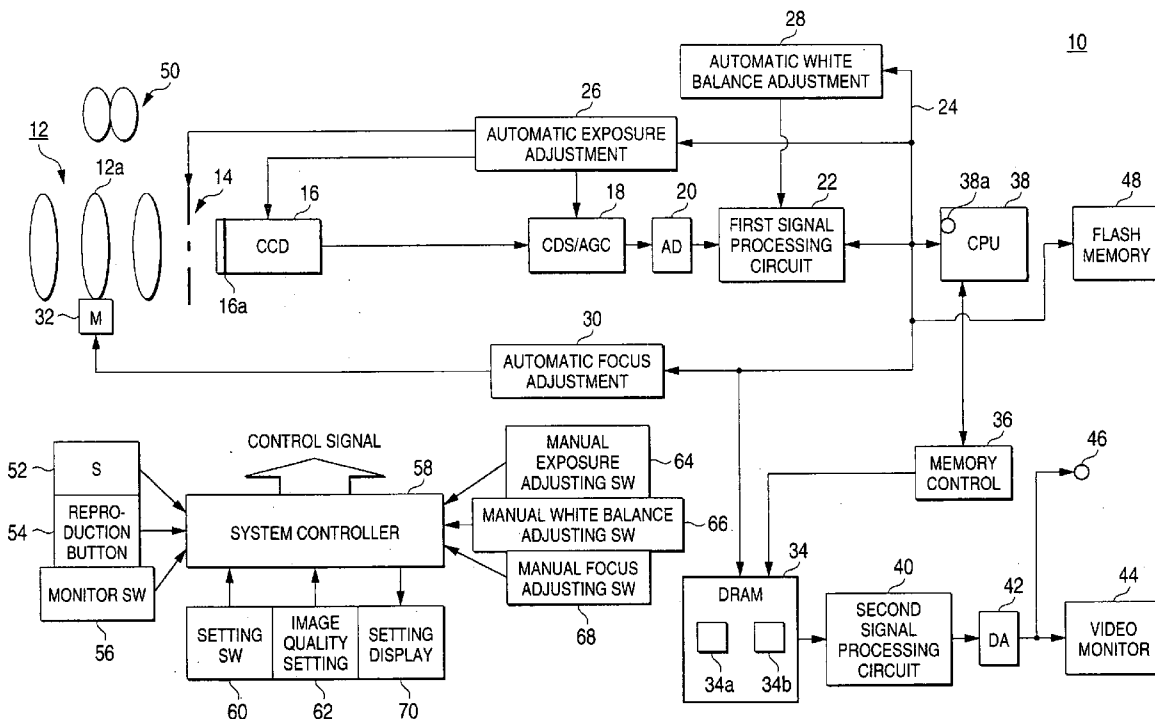 10
28
AUTOMATIC WHITE
BALANCE ADJUSTMENT
50
26
24
AUTOMATIC EXPOSURE
ADJUSTMENT
12
12a
14
16
CCD
16a
18
CDS/AGC
20
AD
22
FIRST SIGNAL
PROCESSING
CIRCUIT
38a
38
CPU
48
FLASH
MEMORY
32
M
30
AUTOMATIC FOCUS
ADJUSTMENT
CONTROL SIGNAL
52
S
54
REPRO-
DUCTION
BUTTON
MONITOR SW
56
58
SYSTEM CONTROLLER
MANUAL
EXPOSURE
ADJUSTING SW
64
MANUAL WHITE BALANCE
ADJUSTING SW
66
MANUAL FOCUS
ADJUSTING SW
68
SETTING
SW
60
IMAGE
QUALITY
SETTING
62
SETTING
DISPLAY
70
36
MEMORY
CONTROL
46
34
DRAM
34a
34b
40
SECOND
SIGNAL
PROCESSING
CIRCUIT
42
DA
44
VIDEO
MONITOR